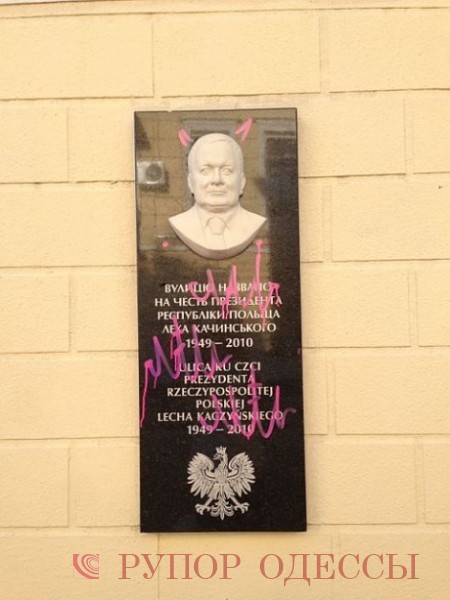 ВУЛИЦЮ НАЗВАНО
НА ЧЕСТЬ ПРЕЗИДЕНТА
РЕСПУБЛІКИ ПОЛЬЩА
ЛЕХА КАЧИНСЬКОГО
1949 – 2010
ULICA KU CZCI
PREZYDENTA
RZECZYPOSPOLITEJ
POLSKIEJ
LECHA KACZYŃSKIEGO
1949 – 2010
РУПОР ОДЕССЫ